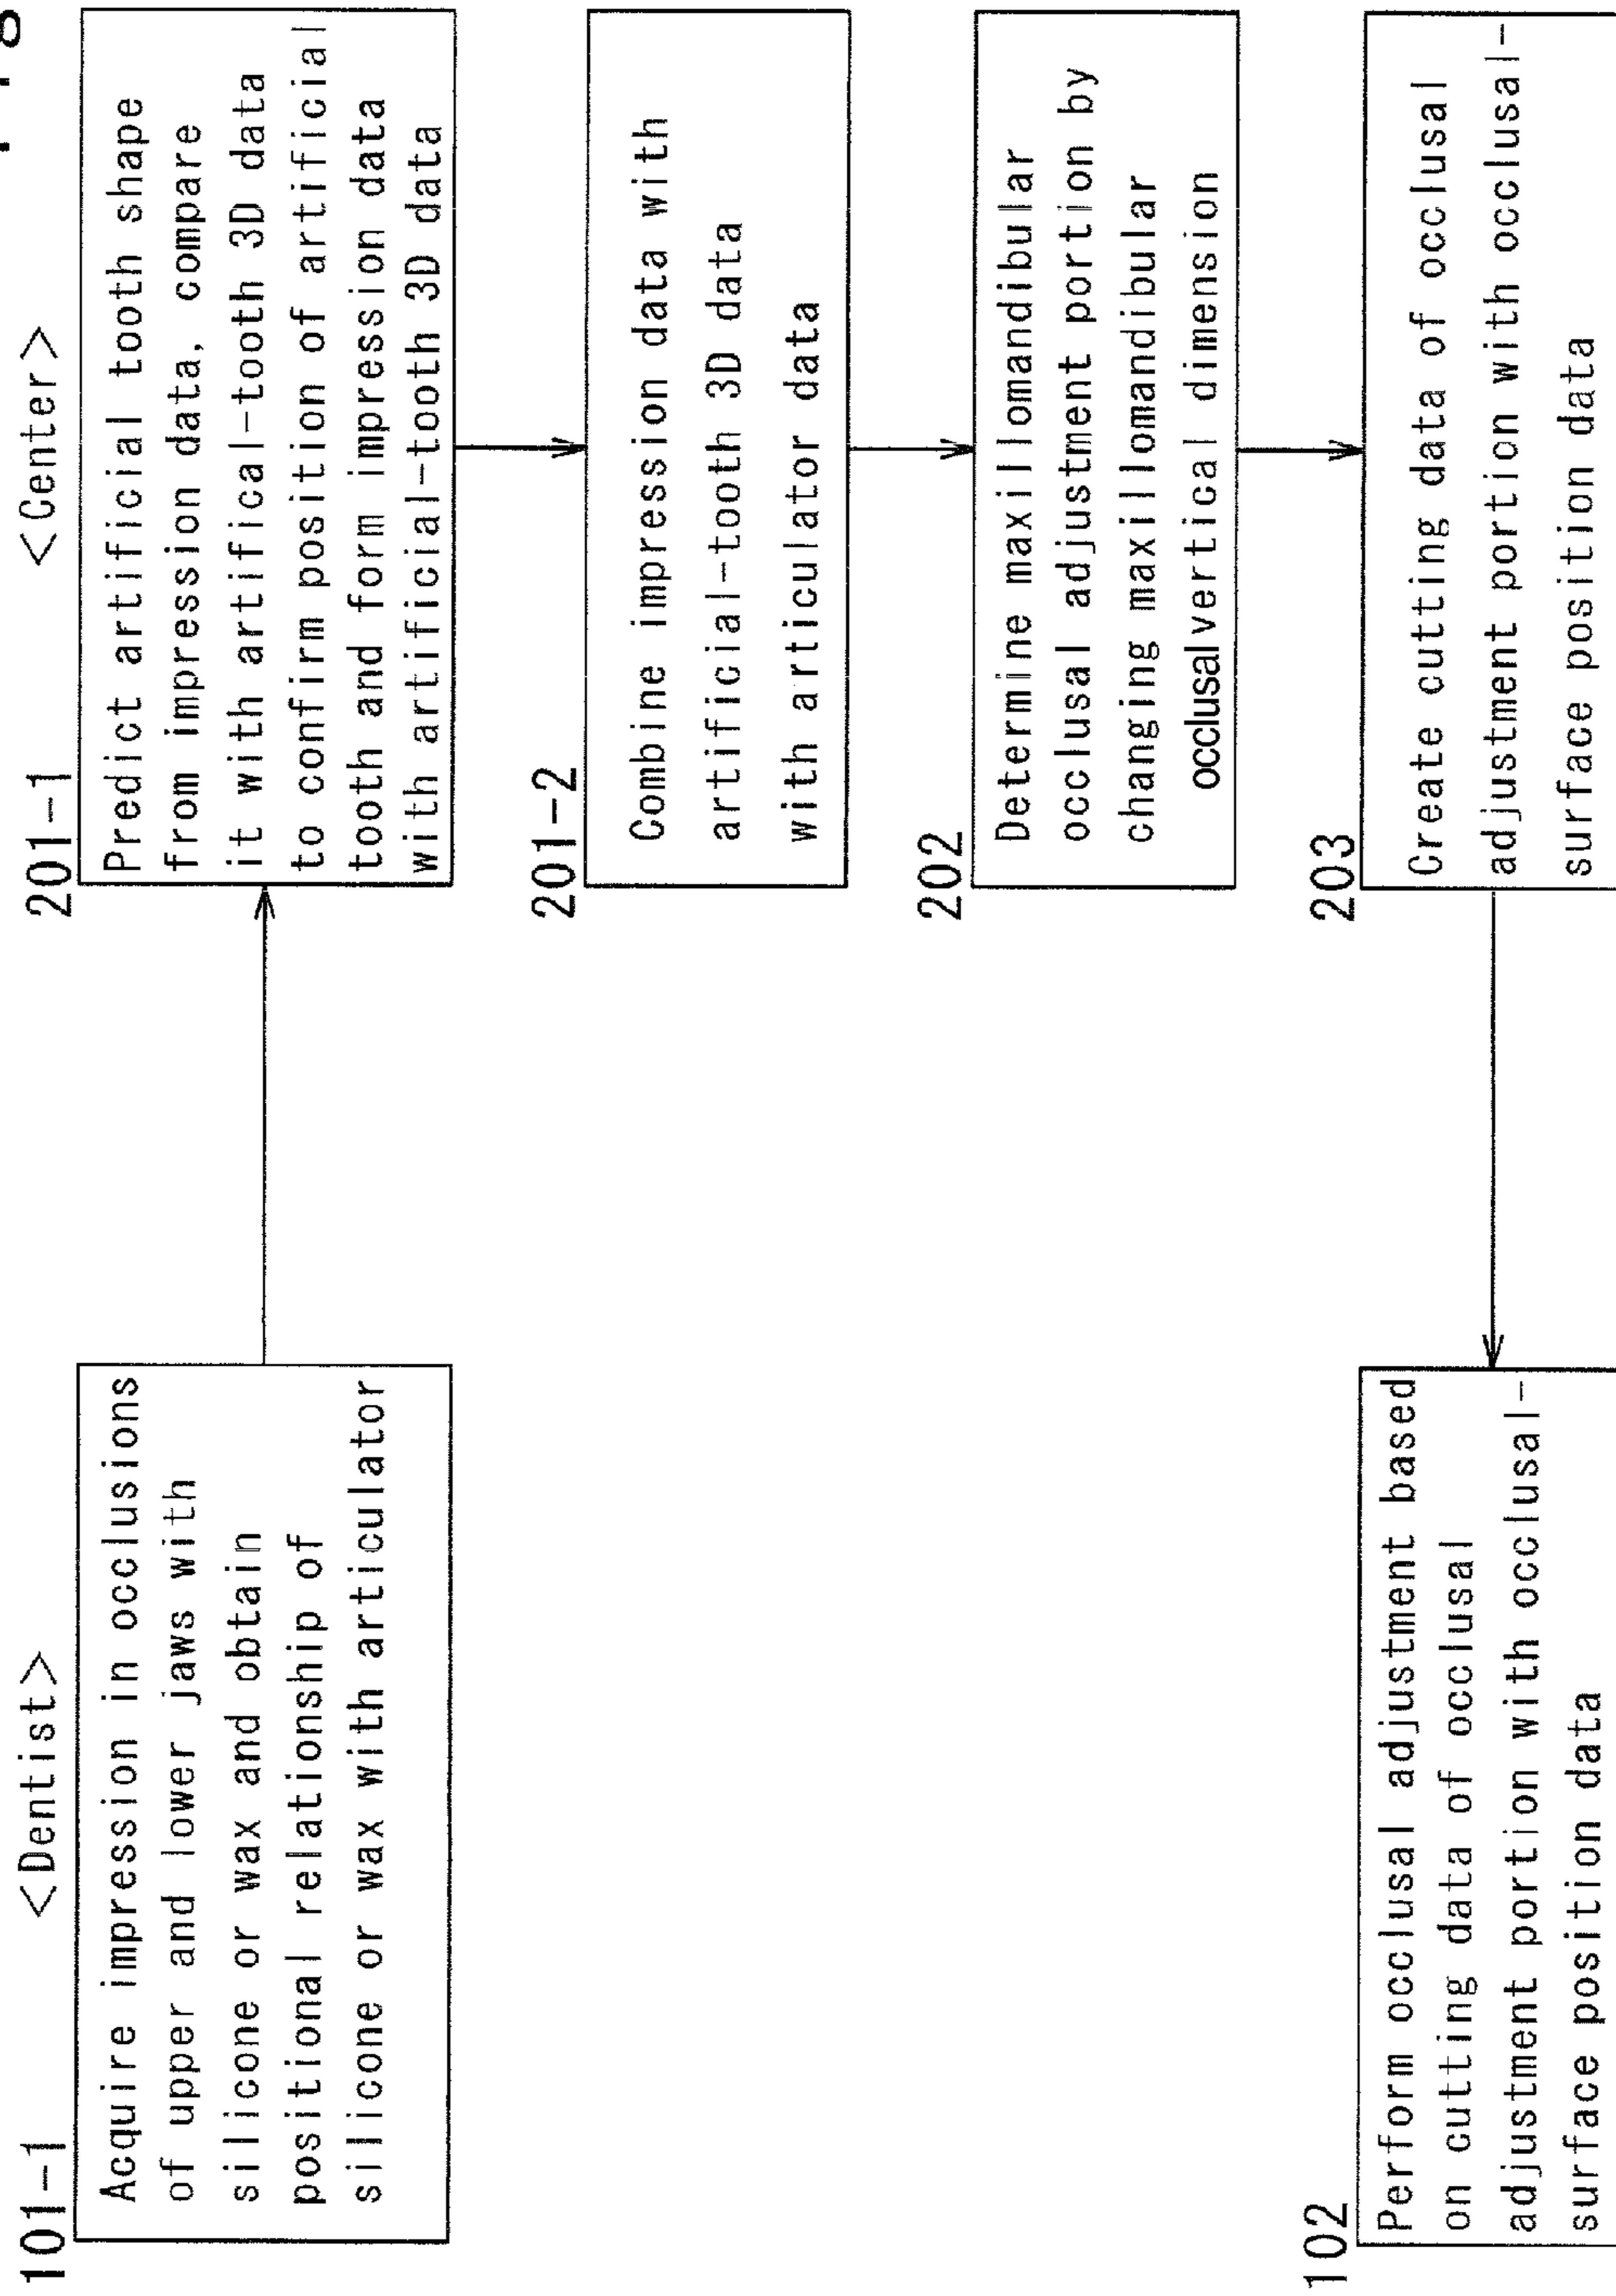 <Dentist>
101-1
Acquire impression in occlusions
of upper and lower jaws with
silicone or wax and obtain
positional relationship of
silicone or wax with articulator
102
Perform occlusal adjustment based
on cutting data of occlusal
adjustment portion with occlusal-
surface position data
<Center>
201-1
Predict artificial tooth shape
from impression data, compare
it with artifical-tooth 3D data
to confirm position of artificial
tooth and form impression data
with artificial-tooth 3D data
201-2
Combine impression data with
artificial-tooth 3D data
with articulator data
202
Determine maxillomandibular
occlusal adjustment portion by
changing maxillomandibular
occlusal vertical dimension
203
Create cutting data of occlusal
adjustment portion with occlusal-
surface position data